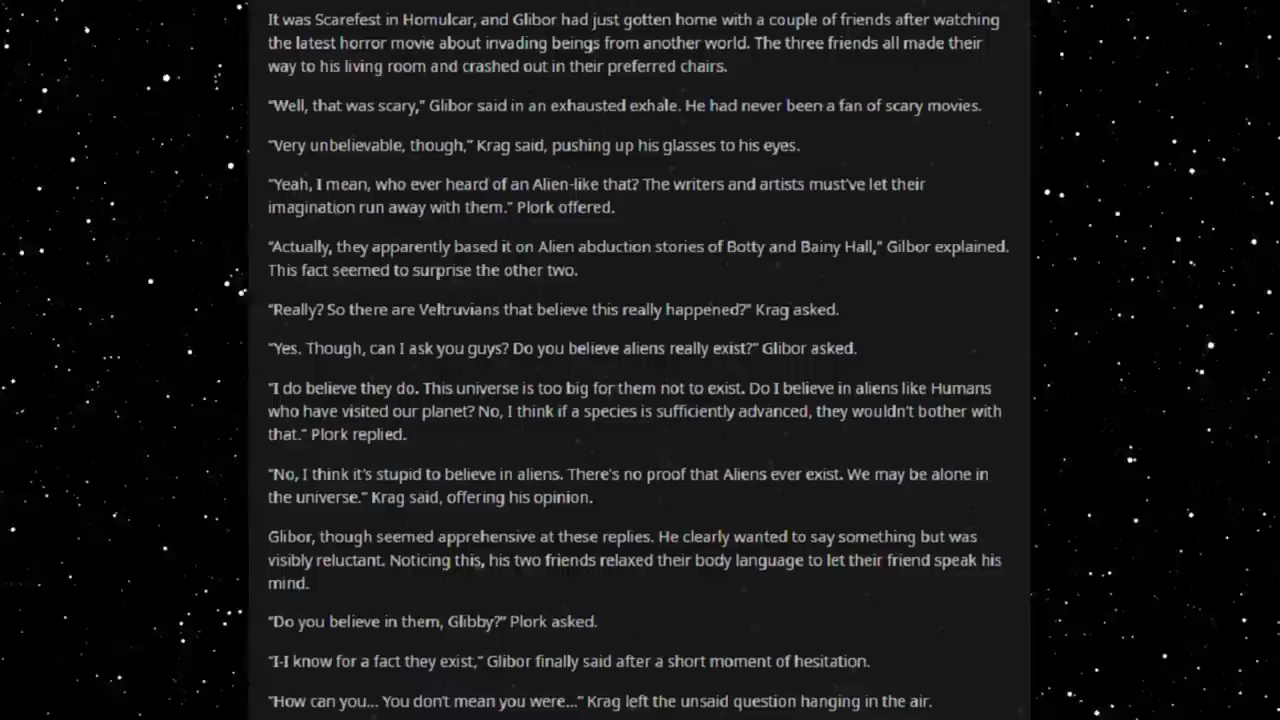 It was Scarefest in Homulcar, and Glibor had just gotten home with a couple of friends after watching
the latest horror movie about invading beings from another world. The three friends all made their
way to his living room and crashed out in their preferred chairs.
“Well, that was scary,” Glibor said in an exhausted exhale. He had never been a fan of scary movies.
“Very unbelievable, though,” Krag said, pushing up his glasses to his eyes.
“Yeah, I mean, who ever heard of an Alien-like that? The writers and artists must’ve let their
imagination run away with them.” Plork offered.
“Actually, they apparently based it on Alien abduction stories of Botty and Bainy Hall,” Gilbor explained.
This fact seemed to surprise the other two.
“Really? So there are Veltruvians that believe this really happened?” Krag asked.
“Yes. Though, can I ask you guys? Do you believe aliens really exist?” Glibor asked.
“I do believe they do. This universe is too big for them not to exist. Do I believe in aliens like Humans
who have visited our planet? No, I think if a species is sufficiently advanced, they wouldn’t bother with
that.” Plork replied.
“No, I think it’s stupid to believe in aliens. There’s no proof that Aliens ever exist. We may be alone in
the universe.” Krag said, offering his opinion.
Glibor, though seemed apprehensive at these replies. He clearly wanted to say something but was
visibly reluctant. Noticing this, his two friends relaxed their body language to let their friend speak his
mind.
“Do you believe in them, Glibby?” Plork asked.
“I-I know for a fact they exist,” Glibor finally said after a short moment of hesitation.
“How can you... You don’t mean you were...” Krag left the unsaid question hanging in the air.